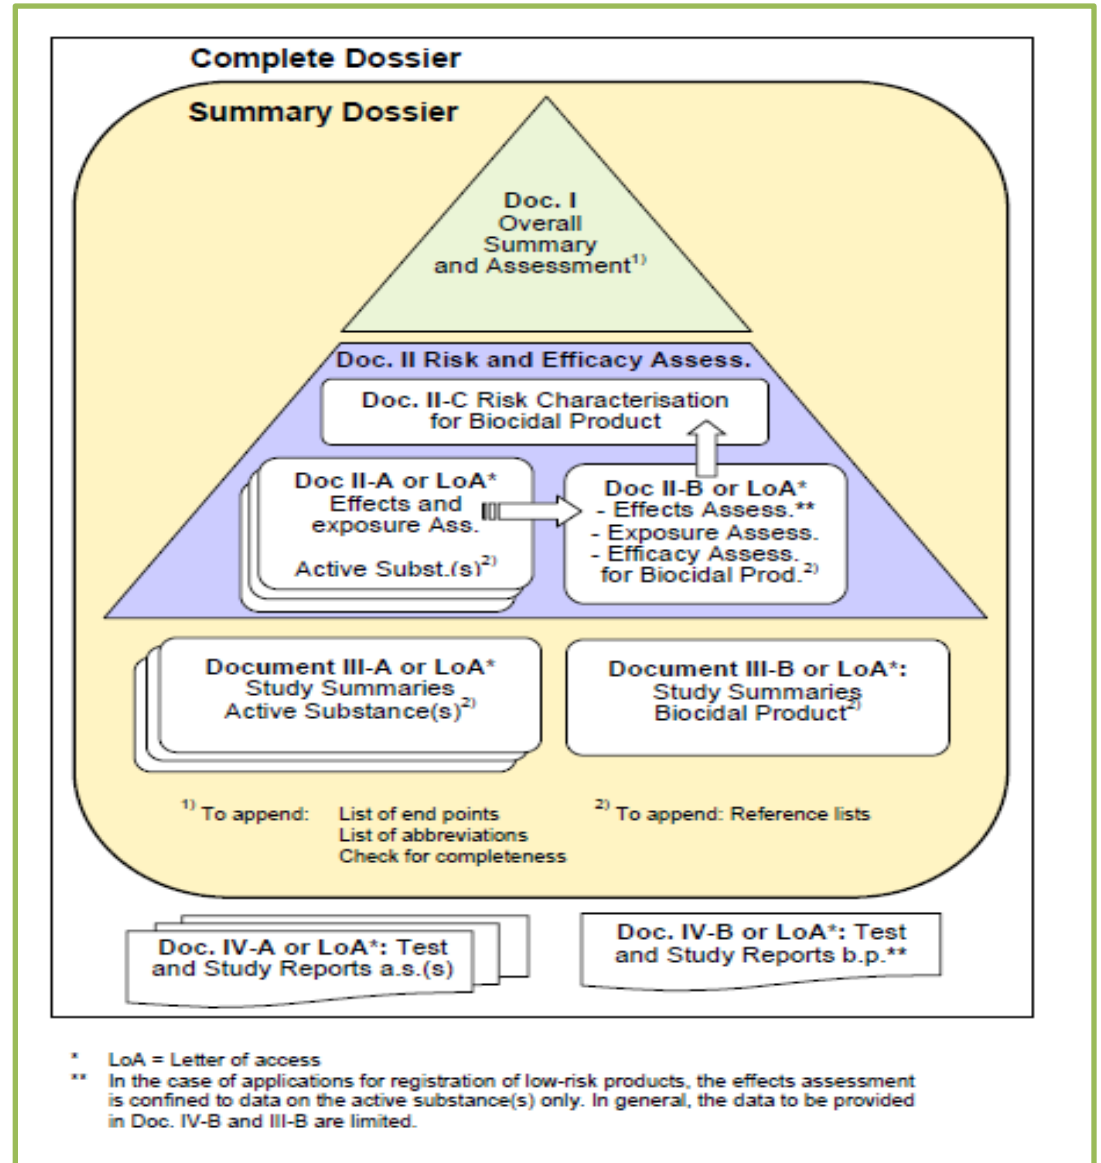 Complete Dossier
Summary Dossier
Doc. I
Overall
Summary
and Assessment1)
Doc. II Risk and Efficacy Assess.
Doc. II-C Risk Characterisation
for Biocidal Product
Doc II-A or LoA*
Effects and
exposure Ass.
Active Subst.(s)2)
Doc II-B or LoA*
- Effects Assess.**
- Exposure Assess.
- Efficacy Assess.
for Biocidal Prod.2)
Document III-A or LoA*
Study Summaries
Active Substance(s)2)
Document III-B or LoA*:
Study Summaries
Biocidal Product2)
1) To append: List of end points
List of abbreviations
Check for completeness
2) To append: Reference lists
Doc. IV-A or LoA*: Test
and Study Reports a.s.(s)
Doc. IV-B or LoA*: Test
and Study Reports b.p.**
* LoA = Letter of access
** In the case of applications for registration of low-risk products, the effects assessment
is confined to data on the active substance(s) only. In general, the data to be provided
in Doc. IV-B and III-B are limited.